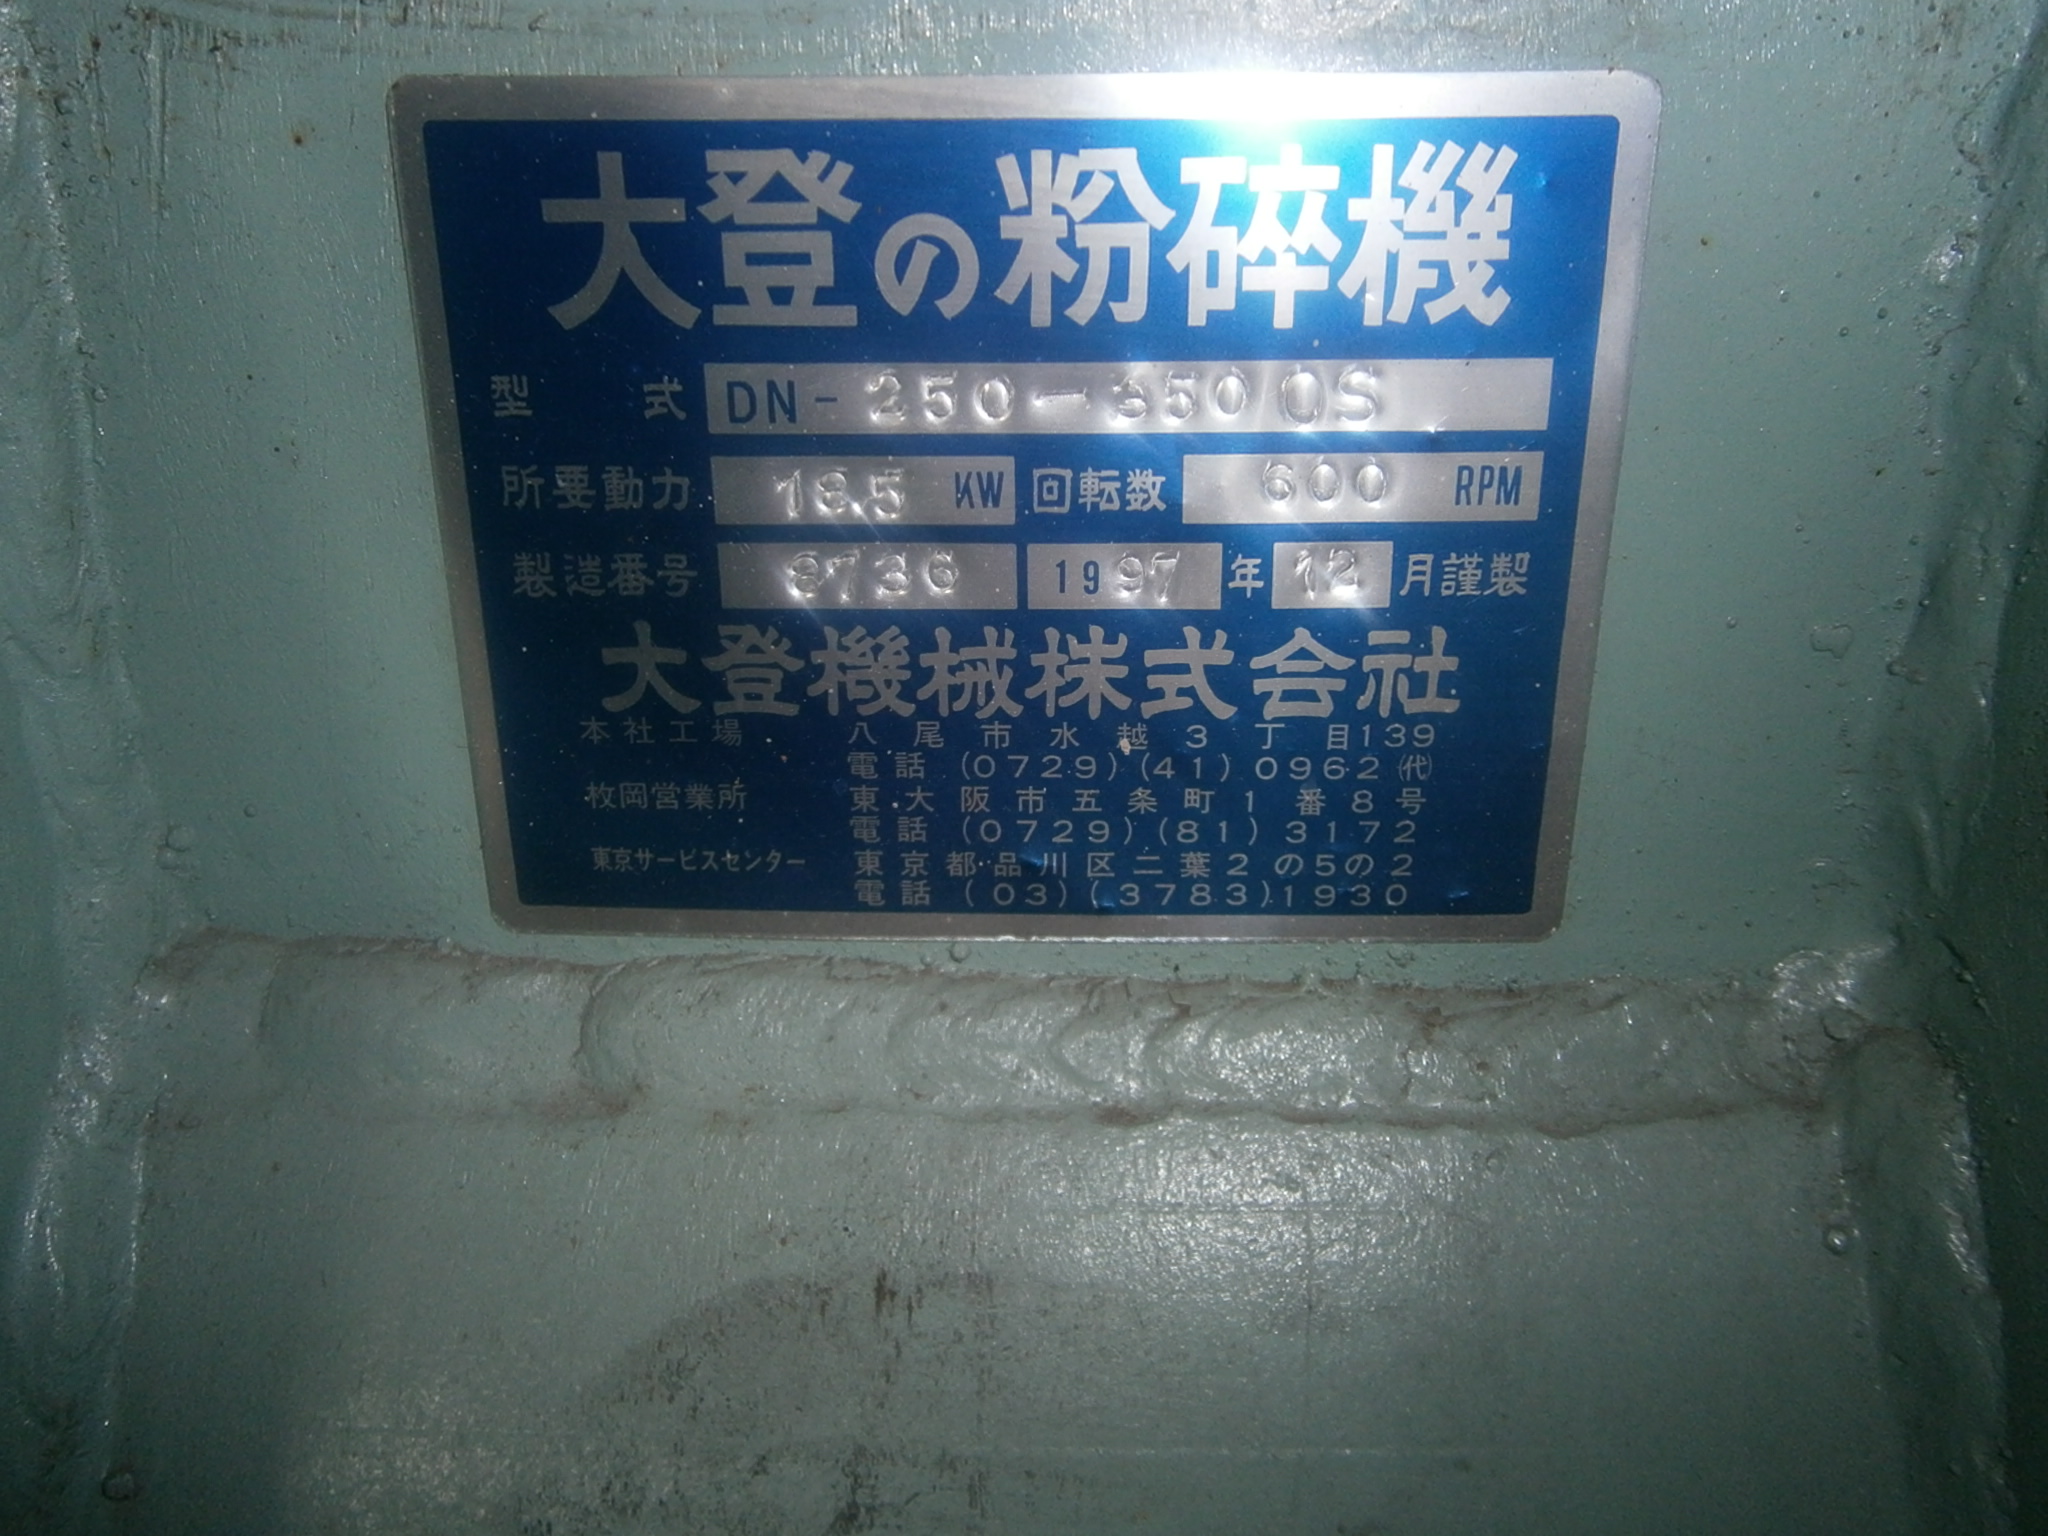 大登の粉砕機
型式 DN-250-350 OS
所要動力 18.5 KW 回転数 600 RPM
製造番号 8736 1997 年 12 月謹製
大登機械株式会社
本社工場 八尾市水越3丁目139
電話 (0729)(41)0962 ㈹
枚岡営業所 東大阪市五条町1番8号
電話 (0729)(81)3172
東京サービスセンター 東京都品川区二葉2の5の2
電話 (03)(3783)1930